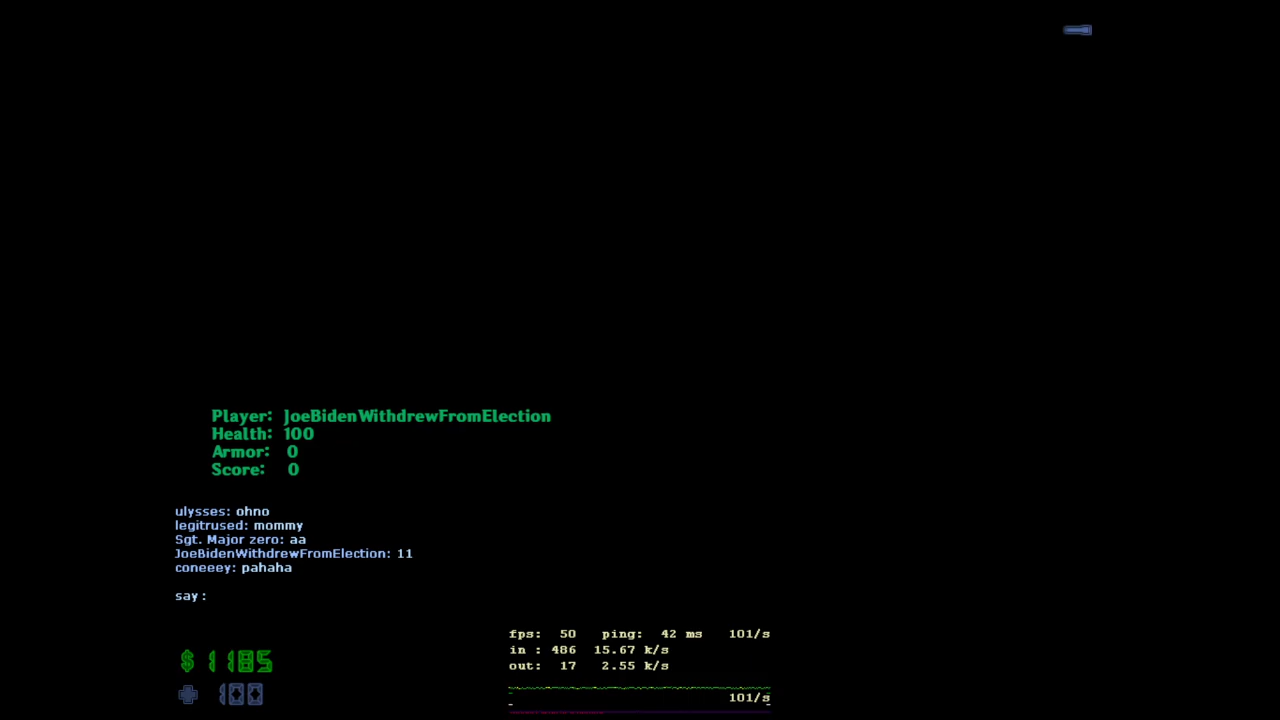 Player: JoeBidenWithdrewFromElection
Health: 100
Armor: 0
Score: 0
ulysses: ohno
legitrused: mommy
Sgt. Major zero: aa
JoeBidenWithdrewFromElection: 11
coneeey: pahaha
say :
fps: 50 ping: 42 ms 101/s
in : 486 15.67 k/s
out: 17 2.55 k/s
$ 1185
101/s
100